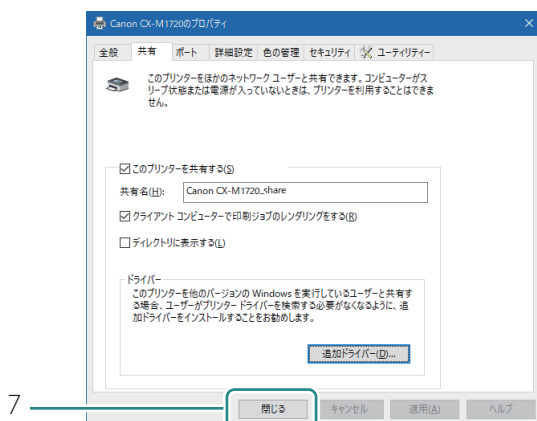 Canon CX-M1720のプロパティ
全般 共有 ポート 詳細設定 色の管理 セキュリティ ユーティリティー
このプリンターをほかのネットワーク ユーザーと共有できます。コンピューターがス
リープ状態または電源が入っていないときは、プリンターを利用することはできま
せん。
このプリンターを共有する(S)
共有名(H): Canon CX-M1720_share
クライアント コンピューターで印刷ジョブのレンダリングをする(R)
ディレクトリに表示する(L)
ドライバー
このプリンターを他のバージョンの Windows を実行しているユーザーと共有す
る場合、ユーザーがプリンター ドライバーを検索する必要がなくなるように、追
加ドライバーをインストールすることをお勧めします。
追加ドライバー(D)...
7 閉じる キャンセル 適用(A) ヘルプ